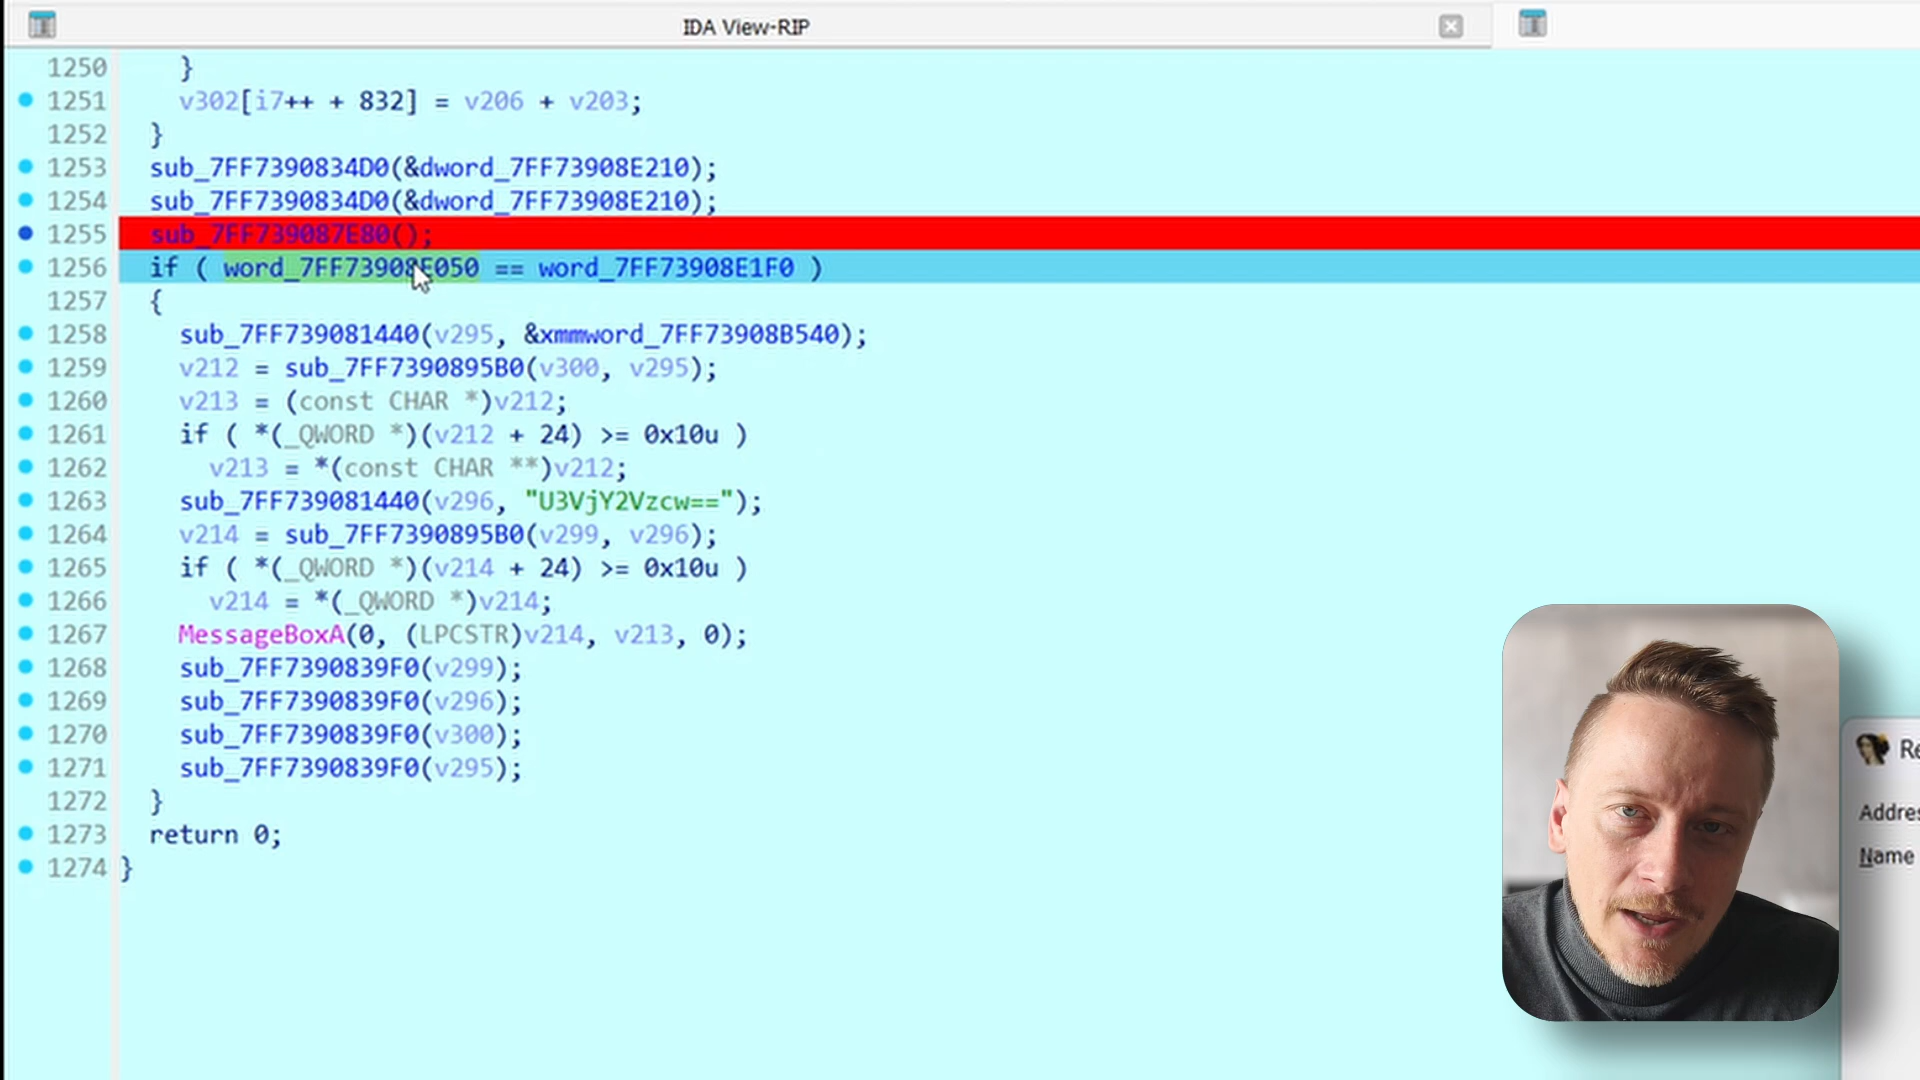 IDA View-RIP
1250 }
1251 v302[i7++ + 832] = v206 + v203;
1252 }
1253 sub_7FF7390834D0(&dword_7FF73908E210);
1254 sub_7FF7390834D0(&dword_7FF73908E210);
1255 sub_7FF739087E80();
1256 if ( word_7FF73908E050 == word_7FF73908E1F0 )
1257 {
1258 sub_7FF739081440(v295, &xmmword_7FF73908B540);
1259 v212 = sub_7FF7390895B0(v300, v295);
1260 v213 = (const CHAR *)v212;
1261 if ( *(_QWORD *)(v212 + 24) >= 0x10u )
1262 v213 = *(const CHAR **)v212;
1263 sub_7FF739081440(v296, "U3VjY2Vzcw==");
1264 v214 = sub_7FF7390895B0(v299, v296);
1265 if ( *(_QWORD *)(v214 + 24) >= 0x10u )
1266 v214 = *(_QWORD *)v214;
1267 MessageBoxA(0, (LPCSTR)v214, v213, 0);
1268 sub_7FF7390839F0(v299);
1269 sub_7FF7390839F0(v296);
1270 sub_7FF7390839F0(v300);
1271 sub_7FF7390839F0(v295);
1272 }
1273 return 0;
1274 }
Re
Addres
Name